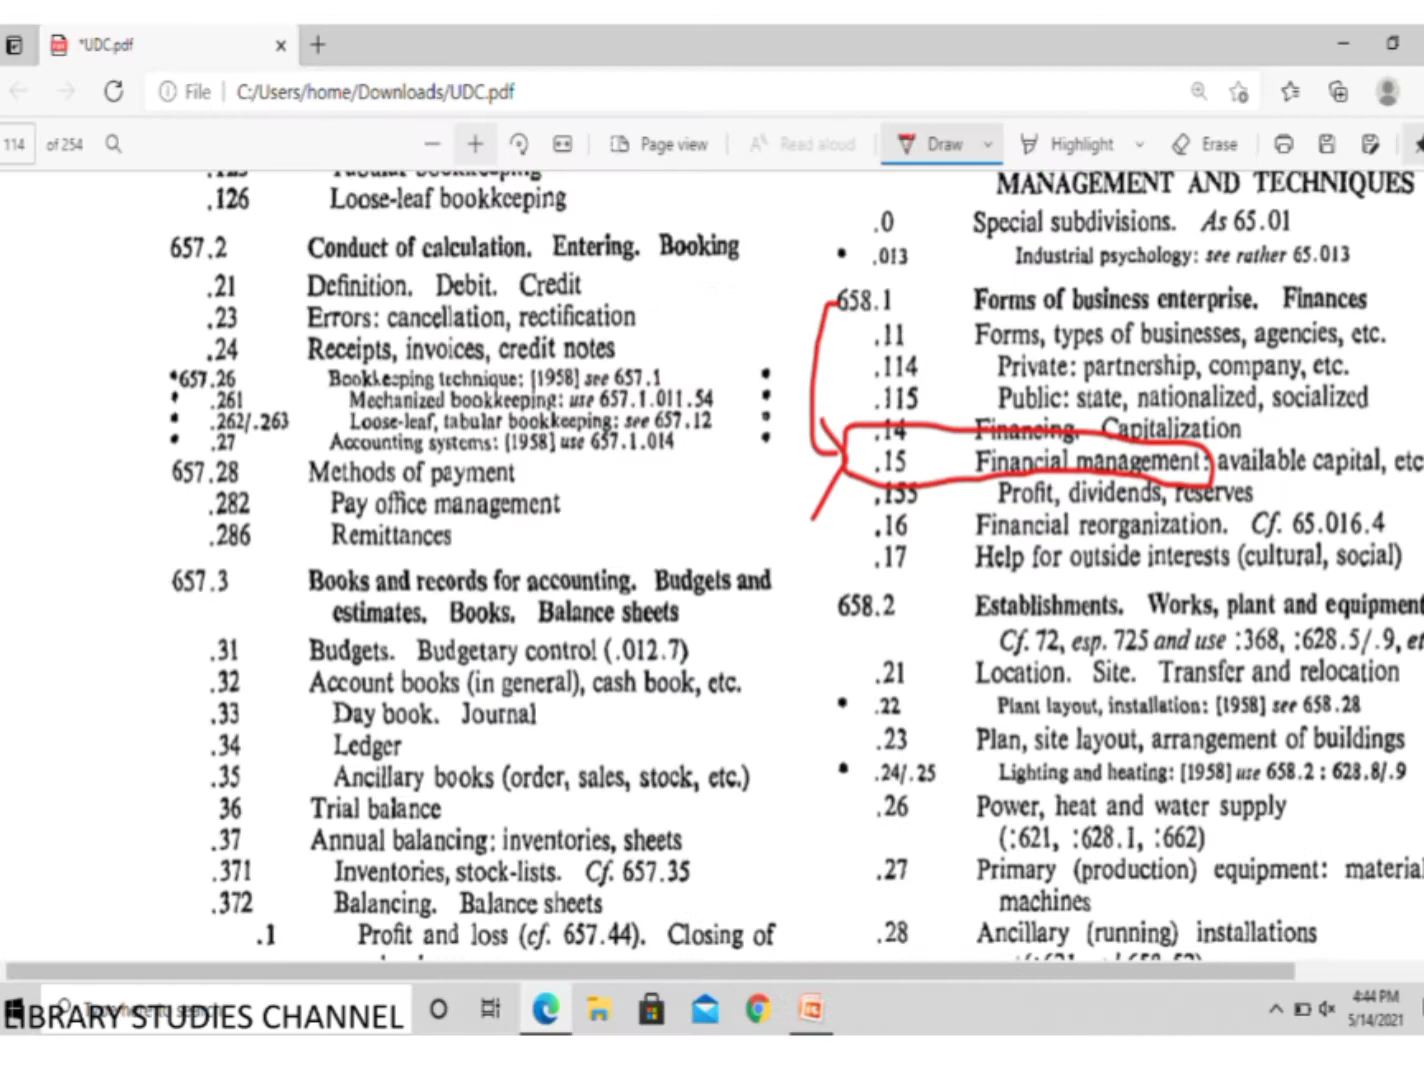 *UDC.pdf
File C:/Users/home/Downloads/UDC.pdf
114 of 254 Page view Read aloud Draw Highlight Erase
.126 Loose-leaf bookkeeping
657.2 Conduct of calculation. Entering. Booking
.21 Definition. Debit. Credit
.23 Errors: cancellation, rectification
.24 Receipts, invoices, credit notes
*657.26 Bookkeeping technique: [1958] see 657.1
• .261 Mechanized bookkeeping: use 657.1.011.54
• .262/.263 Loose-leaf, tabular bookkeeping: see 657.12
• .27 Accounting systems: [1958] use 657.1.014
657.28 Methods of payment
.282 Pay office management
.286 Remittances
657.3 Books and records for accounting. Budgets and
estimates. Books. Balance sheets
.31 Budgets. Budgetary control (.012.7)
.32 Account books (in general), cash book, etc.
.33 Day book. Journal
.34 Ledger
.35 Ancillary books (order, sales, stock, etc.)
36 Trial balance
.37 Annual balancing: inventories, sheets
.371 Inventories, stock-lists. Cf. 657.35
.372 Balancing. Balance sheets
.1 Profit and loss (cf. 657.44). Closing of
MANAGEMENT AND TECHNIQUES
.0 Special subdivisions. As 65.01
• .013 Industrial psychology: see rather 65.013
658.1 Forms of business enterprise. Finances
.11 Forms, types of businesses, agencies, etc.
.114 Private: partnership, company, etc.
.115 Public: state, nationalized, socialized
.14 Financing. Capitalization
.15 Financial management: available capital, etc
.155 Profit, dividends, reserves
.16 Financial reorganization. Cf. 65.016.4
.17 Help for outside interests (cultural, social)
658.2 Establishments. Works, plant and equipment
Cf. 72, esp. 725 and use :368, :628.5/.9, et
.21 Location. Site. Transfer and relocation
• .22 Plant layout, installation: [1958] see 658.28
.23 Plan, site layout, arrangement of buildings
• .24/.25 Lighting and heating: [1958] use 658.2 : 628.8/.9
.26 Power, heat and water supply
(:621, :628.1, :662)
.27 Primary (production) equipment: material
machines
.28 Ancillary (running) installations
LIBRARY STUDIES CHANNEL
4:44 PM
5/14/2021